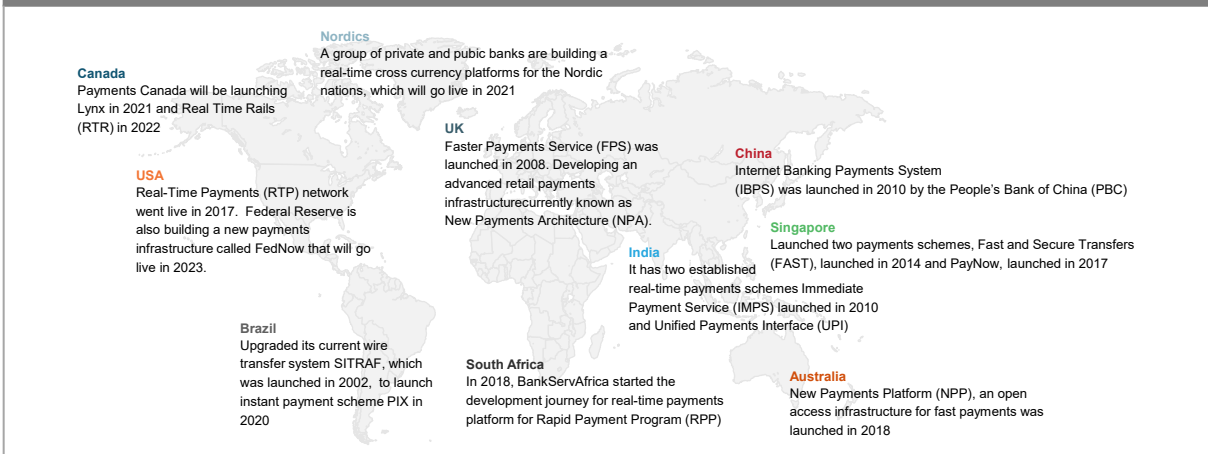 Nordics
A group of private and pubic banks are building a
real-time cross currency platforms for the Nordic
nations, which will go live in 2021
Canada
Payments Canada will be launching
Lynx in 2021 and Real Time Rails
(RTR) in 2022
UK
Faster Payments Service (FPS) was
launched in 2008. Developing an
advanced retail payments
infrastructurecurrently known as
New Payments Architecture (NPA).
China
Internet Banking Payments System
(IBPS) was launched in 2010 by the People's Bank of China (PBC)
USA
Real-Time Payments (RTP) network
went live in 2017. Federal Reserve is
also building a new payments
infrastructure called FedNow that will go
live in 2023.
Singapore
Launched two payments schemes, Fast and Secure Transfers
(FAST), launched in 2014 and PayNow, launched in 2017
India
It has two established
real-time payments schemes Immediate
Payment Service (IMPS) launched in 2010
and Unified Payments Interface (UPI)
Brazil
Upgraded its current wire
transfer system SITRAF, which
was launched in 2002, to launch
instant payment scheme PIX in
2020
South Africa
In 2018, BankServAfrica started the
development journey for real-time payments
platform for Rapid Payment Program (RPP)
Australia
New Payments Platform (NPP), an open
access infrastructure for fast payments was
launched in 2018